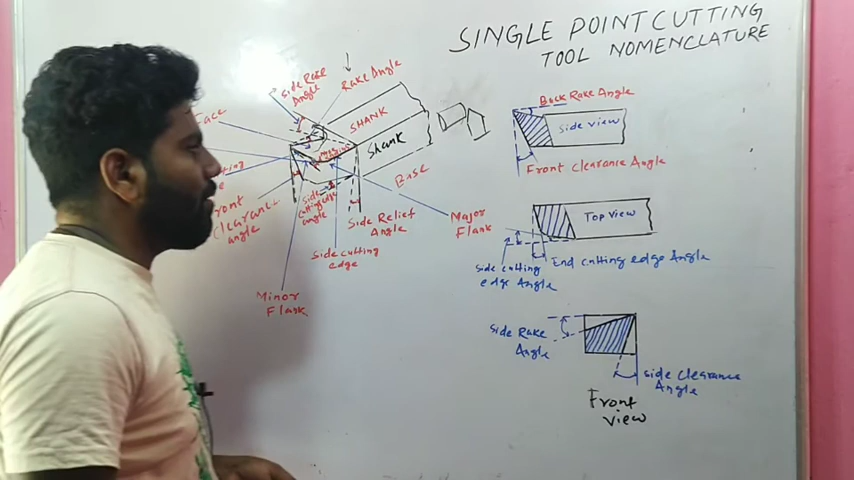 SINGLE POINT CUTTING
TOOL NOMENCLATURE
Side Rake
Angle
Rake Angle
Face
SHANK
Shank
Base
Side
cutting edge
angle
Side Relief
Angle
Side cutting
edge
Major
Flank
Minor
Flank
Clearance
angle
Back Rake Angle
Side view
Front Clearance Angle
Top view
End cutting edge Angle
Side cutting
edge Angle
Side Rake
Angle
Side Clearance
Angle
Front
view